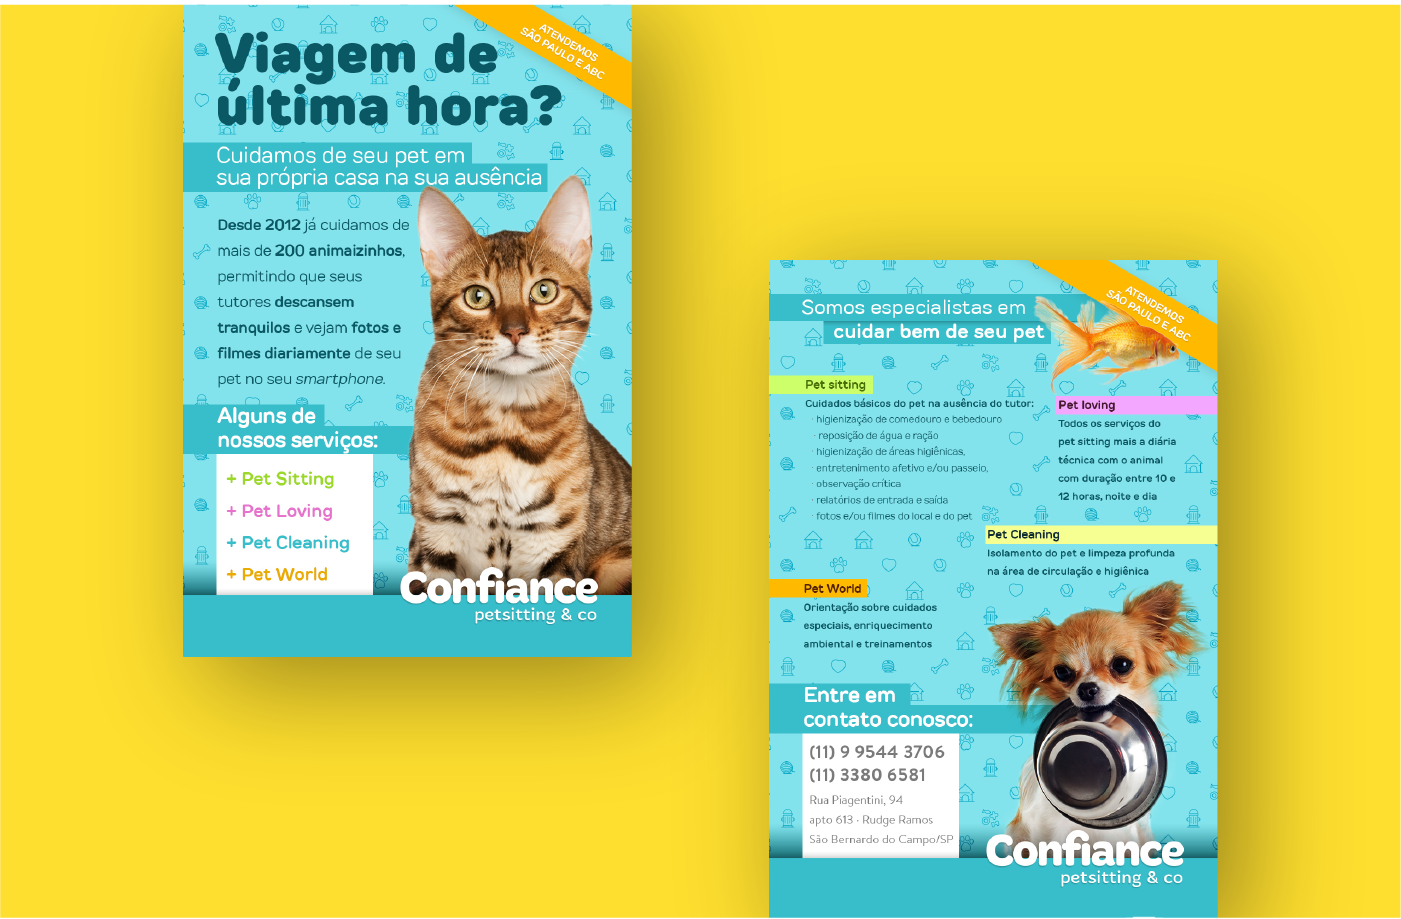 Viagem de
última hora?
ATENDEMOS
SÃO PAULO E ABC
Cuidamos de seu pet em
sua própria casa na sua ausência
Desde 2012 já cuidamos de
mais de 200 animaizinhos,
permitindo que seus
tutores descansem
tranquilos e vejam fotos e
filmes diariamente de seu
pet no seu smartphone.
Alguns de
nossos serviços:
+ Pet Sitting
+ Pet Loving
+ Pet Cleaning
+ Pet World
Confiance
petsitting & co
ATENDEMOS
SÃO PAULO E ABC
Somos especialistas em
cuidar bem de seu pet
Pet sitting
Cuidados básicos do pet na ausência do tutor:
· higienização de comedouro e bebedouro
· reposição de água e ração
· higienização de áreas higiênicas,
· entretenimento afetivo e/ou passeio,
· observação crítica
· relatórios de entrada e saída
· fotos e/ou filmes do local e do pet
Pet loving
Todos os serviços do
pet sitting mais a diária
técnica com o animal
com duração entre 10 e
12 horas, noite e dia
Pet Cleaning
Isolamento do pet e limpeza profunda
na área de circulação e higiênica
Pet World
Orientação sobre cuidados
especiais, enriquecimento
ambiental e treinamentos
Entre em
contato conosco:
(11) 9 9544 3706
(11) 3380 6581
Rua Piagentini, 94
apto 613 · Rudge Ramos
São Bernardo do Campo/SP
Confiance
petsitting & co